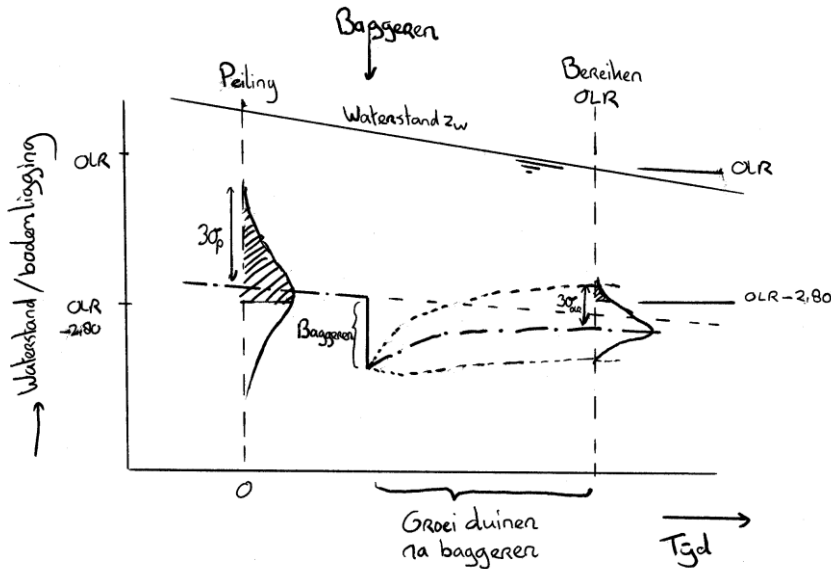 Baggeren
Peiling
Bereiken
OLR
Waterstand zw
OLR
OLR
3σp
OLR
-2,80
OLR-2,80
3σOLR
Baggeren
Waterstand/bodemligging
0
Groei duinen
na baggeren
Tijd